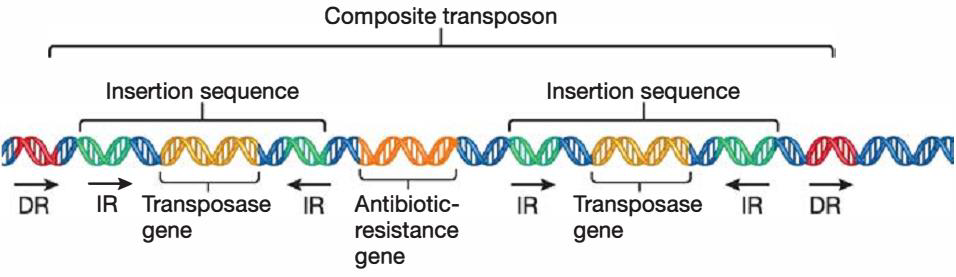 Composite transposon
Insertion sequence
Insertion sequence
DR
IR
Transposase
gene
IR
Antibiotic-
resistance
gene
IR
Transposase
gene
IR
DR